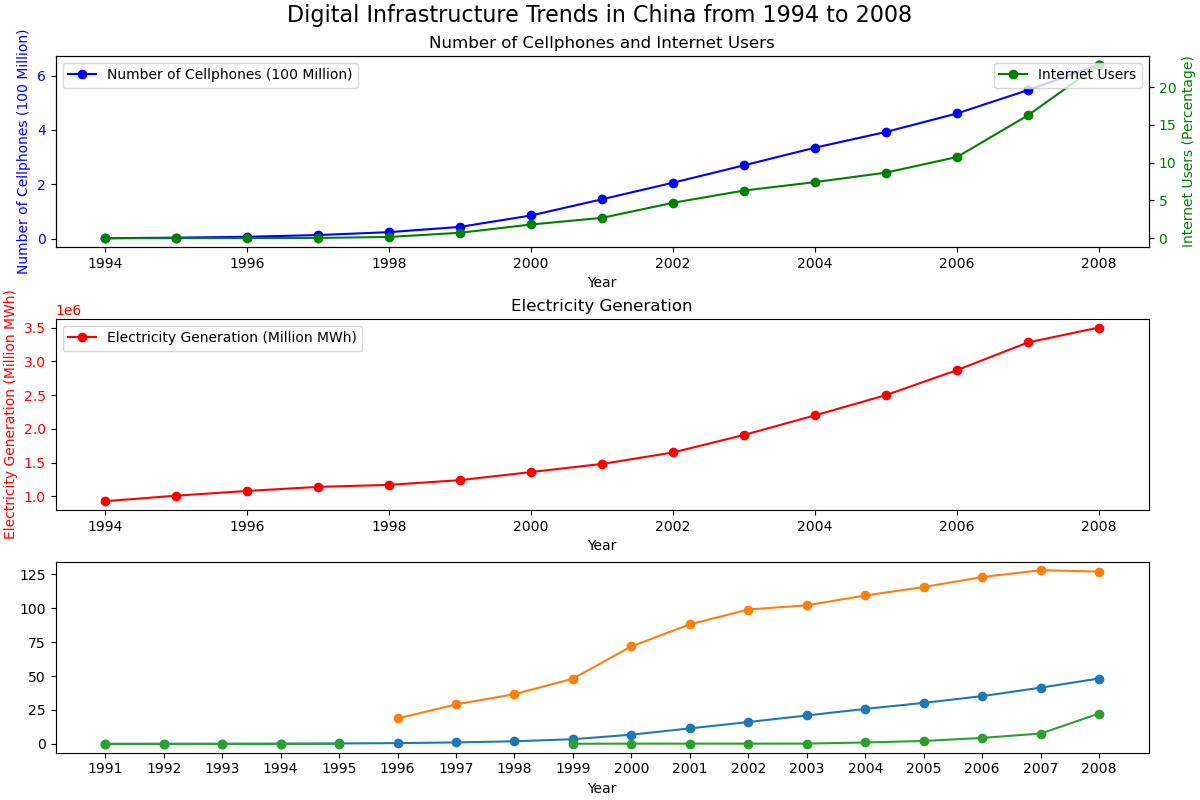 Digital Infrastructure Trends in China from 1994 to 2008
Number of Cellphones and Internet Users
Number of Cellphones (100 Million)
Number of Cellphones (100 Million)
Internet Users
Internet Users (Percentage)
6
4
2
0
20
15
10
5
0
1994 1996 1998 2000 2002 2004 2006 2008
Year
Electricity Generation
1e6
Electricity Generation (Million MWh)
Electricity Generation (Million MWh)
3.5
3.0
2.5
2.0
1.5
1.0
1994 1996 1998 2000 2002 2004 2006 2008
Year
125
100
75
50
25
0
1991 1992 1993 1994 1995 1996 1997 1998 1999 2000 2001 2002 2003 2004 2005 2006 2007 2008
Year